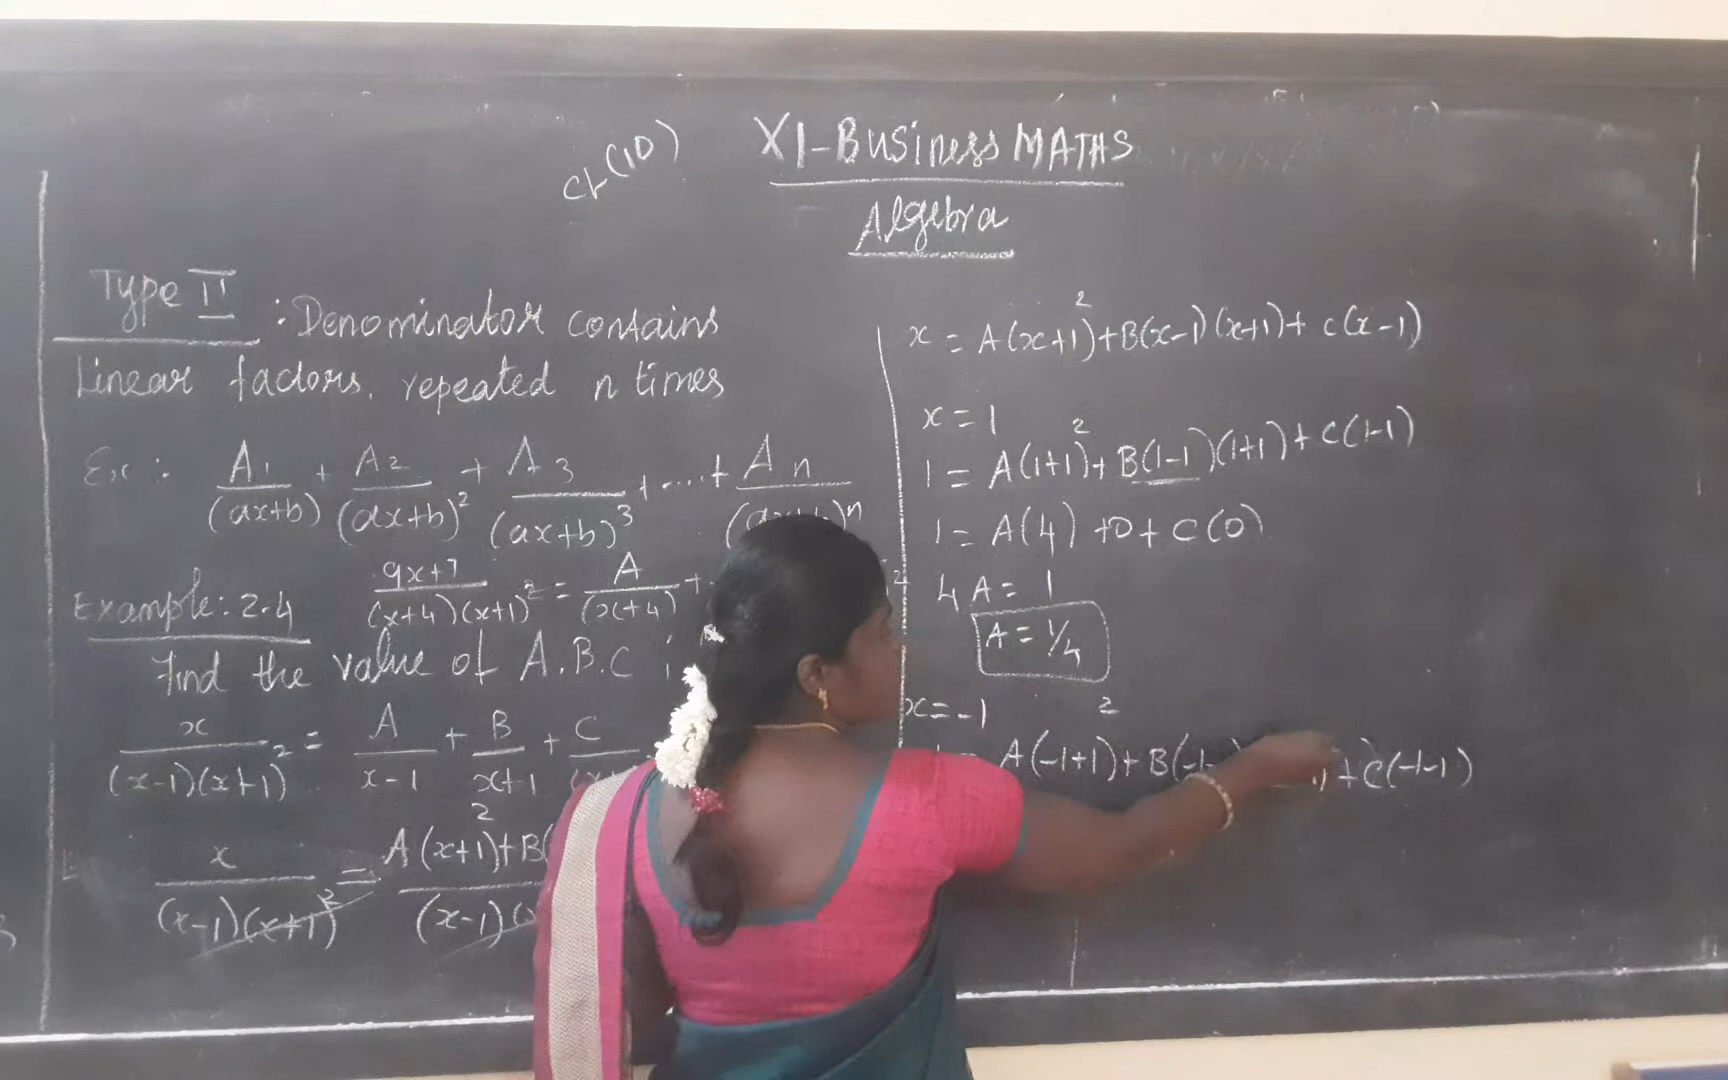 CL(10)
XI-Business MATHS
Algebra
Type II : Denominator contains
Linear factors. repeated n times
Ex: A1/(ax+b) + A2/(ax+b)² + A3/(ax+b)³ + ....+ An/(ax+b)ⁿ
Example: 2.4 9x+7/(x+4)(x+1)² = A/(x+4) +
Find the value of A.B.C
x/(x-1)(x+1)² = A/x-1 + B/x+1 + C
x/(x-1)(x+1)² = A(x+1)²+B(/(x-1)(
x = A(x+1)²+B(x-1)(x+1)+ C(x-1)
x = 1
1 = A(1+1)²+ B(1-1)(1+1)+ C(1-1)
1 = A(4) +0+ C(0)
4A = 1
A = 1/4
x = -1
= A(-1+1)²+B(-1- +C(-1-1)